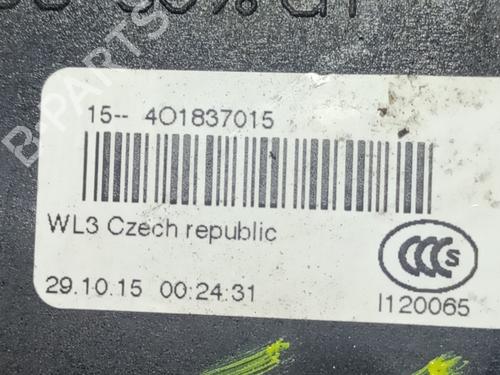 15-- 4O1837015
WL3 Czech republic
CCC S
29.10.15 00:24:31
I120065